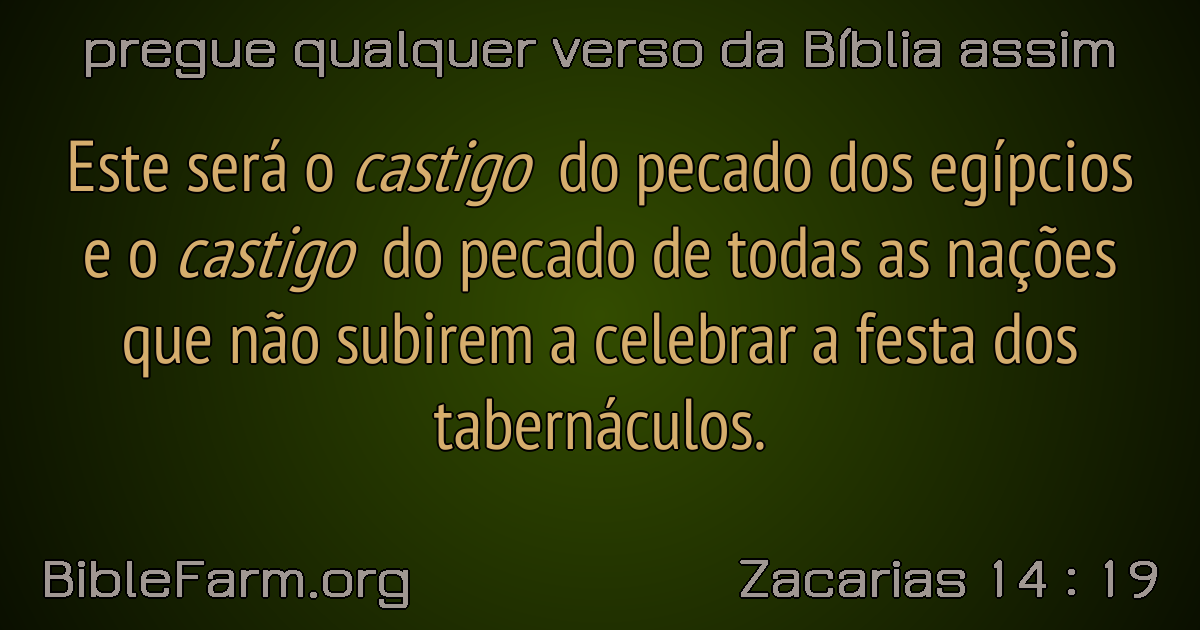 pregue qualquer verso da Bíblia assim
Este será o castigo do pecado dos egípcios
e o castigo do pecado de todas as nações
que não subirem a celebrar a festa dos
tabernáculos.
BibleFarm.org
Zacarias 14 : 19